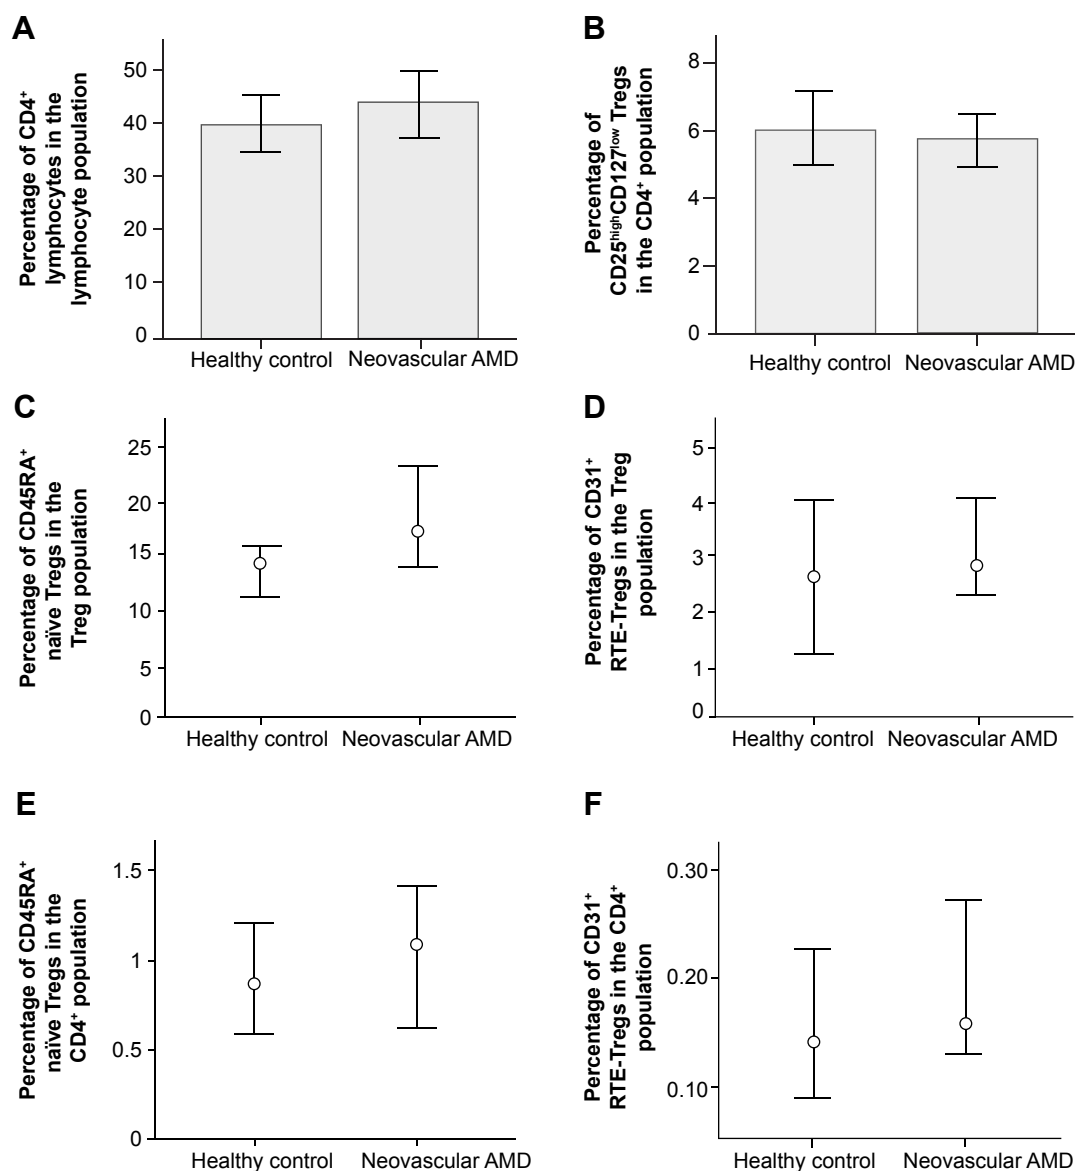 A
Percentage of CD4⁺
lymphocytes in the
lymphocyte population
50
40
30
20
10
0
Healthy control
Neovascular AMD
B
Percentage of
CD25ʰⁱᵍʰCD127ˡᵒʷ Tregs
in the CD4⁺ population
8
6
4
2
0
Healthy control
Neovascular AMD
C
Percentage of CD45RA⁺
naïve Tregs in the
Treg population
25
20
15
10
5
0
Healthy control
Neovascular AMD
D
Percentage of CD31⁺
RTE-Tregs in the Treg
population
5
4
3
2
1
0
Healthy control
Neovascular AMD
E
Percentage of CD45RA⁺
naïve Tregs in the
CD4⁺ population
1.5
1
0.5
0
Healthy control
Neovascular AMD
F
Percentage of CD31⁺
RTE-Tregs in the CD4⁺
population
0.30
0.20
0.10
Healthy control
Neovascular AMD